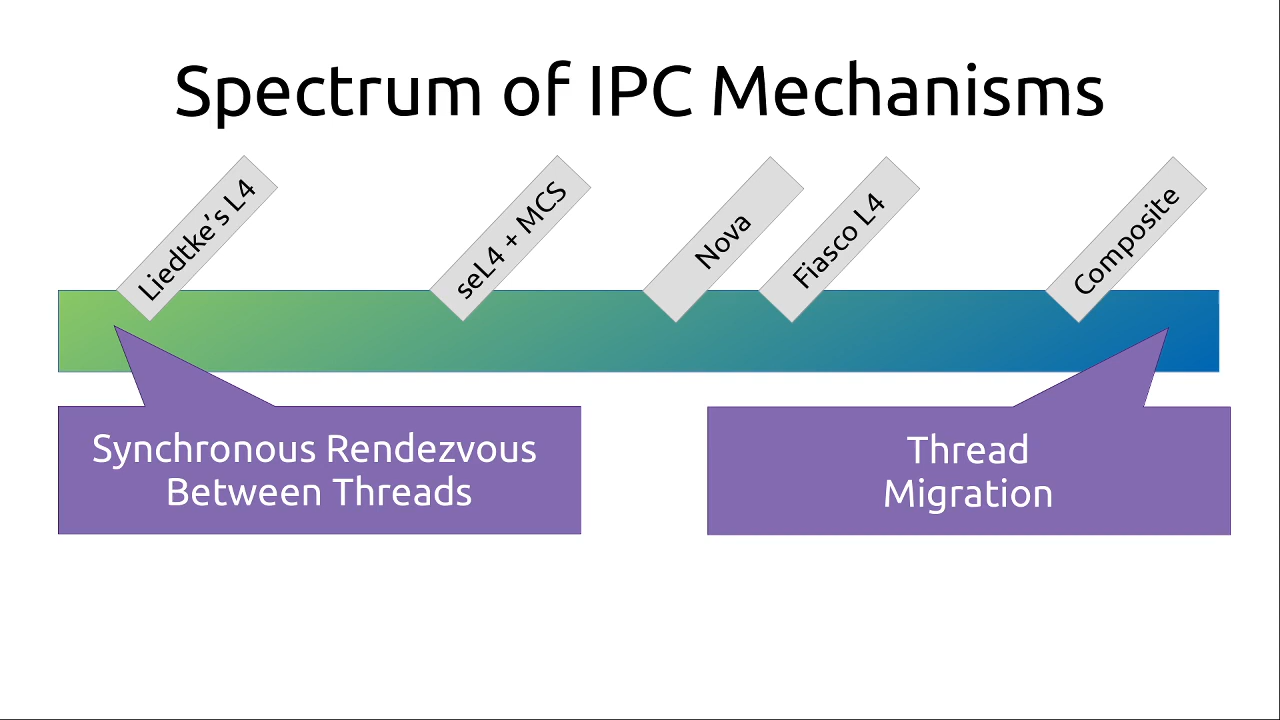 Spectrum of IPC Mechanisms
Liedtke's L4
seL4 + MCS
Nova
Fiasco L4
Composite
Synchronous Rendezvous
Between Threads
Thread
Migration